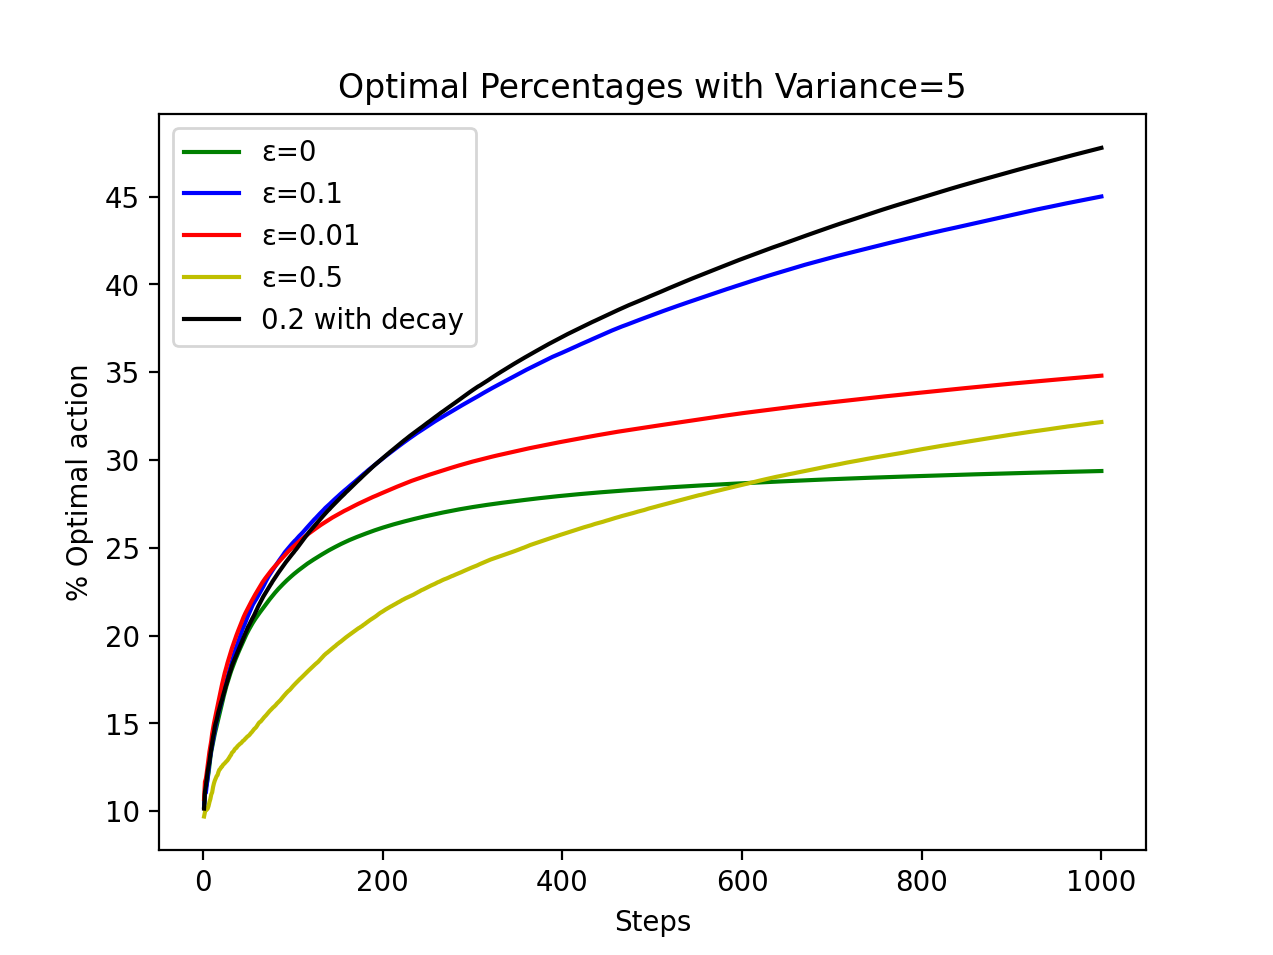 Optimal Percentages with Variance=5
ε=0
ε=0.1
ε=0.01
ε=0.5
0.2 with decay
% Optimal action
45
40
35
30
25
20
15
10
0 200 400 600 800 1000
Steps